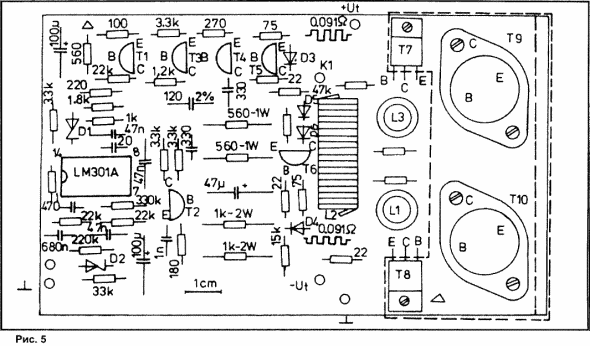 +Ut
100 3.3k 270 75 0.091Ω
100µ + 560
E B T1 C
E B T3 C
E B T4 C
E B T5 C
D3
T7
T9
C
E
B
K1
22k 1,2k 330 22
B C E
220
1.8k
33k
120 2%
47k
1k
D1
47n
20
560-1W
L3
3.3k 3.3k 330
560-1W
E C B T6
LM301A
8
7
47n
47µ +
22 75
L2
L1
T10
C
E
B
470
330k
22k 22k
C B E T2
1k-2W
D4
0.091Ω
680n
47n
220k
100µ +
1n
180
1k-2W
15k
22
E C B
T8
D2
33k
1cm
-Ut
Рис. 5